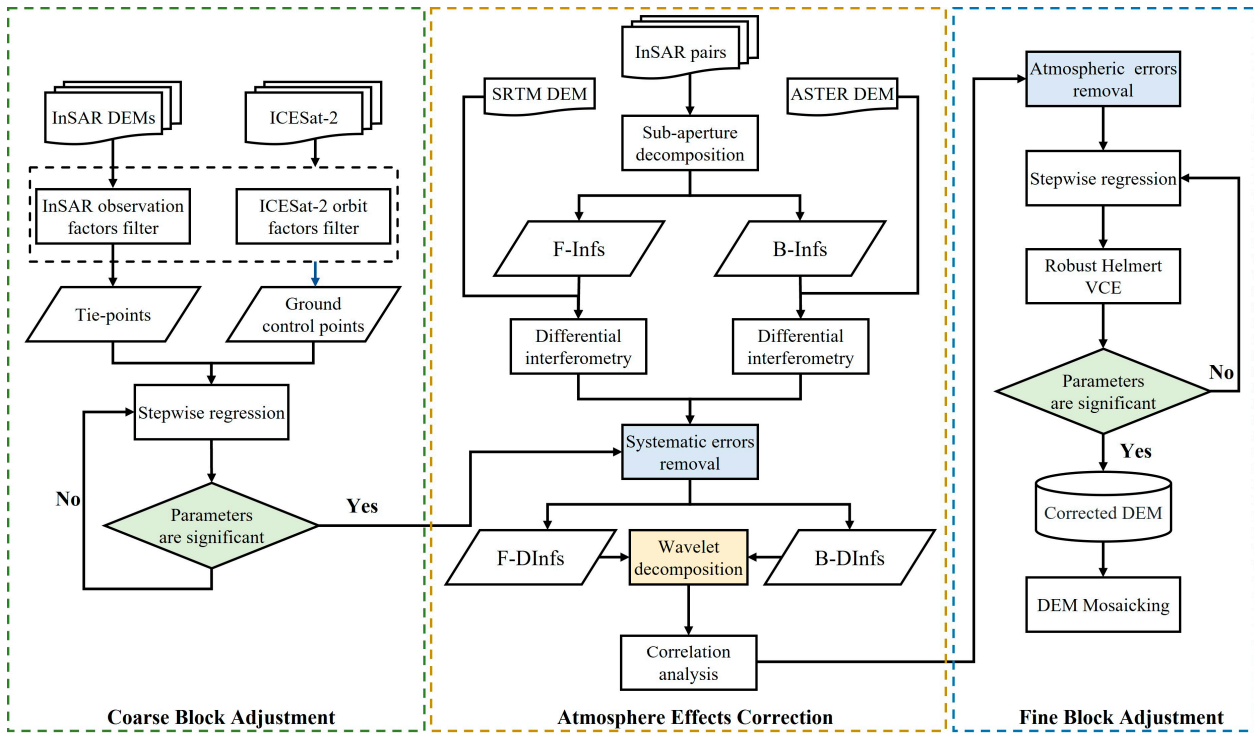 InSAR DEMs
ICESat-2
InSAR observation
factors filter
ICESat-2 orbit
factors filter
Tie-points
Ground
control points
Stepwise regression
No
Parameters
are significant
Yes
Coarse Block Adjustment
InSAR pairs
SRTM DEM
ASTER DEM
Sub-aperture
decomposition
F-Infs
B-Infs
Differential
interferometry
Differential
interferometry
Systematic errors
removal
F-DInfs
Wavelet
decomposition
B-DInfs
Correlation
analysis
Atmosphere Effects Correction
Atmospheric errors
removal
Stepwise regression
Robust Helmert
VCE
Parameters
are significant
No
Yes
Corrected DEM
DEM Mosaicking
Fine Block Adjustment